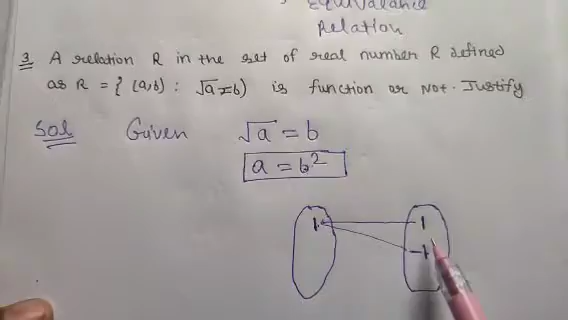 Equivalance
Relation
3. A relation R in the set of real number R defined
as R = { (a,b) : √a = b) is function or Not. Justify
Sol Given √a = b
a = b²
1 1
-1